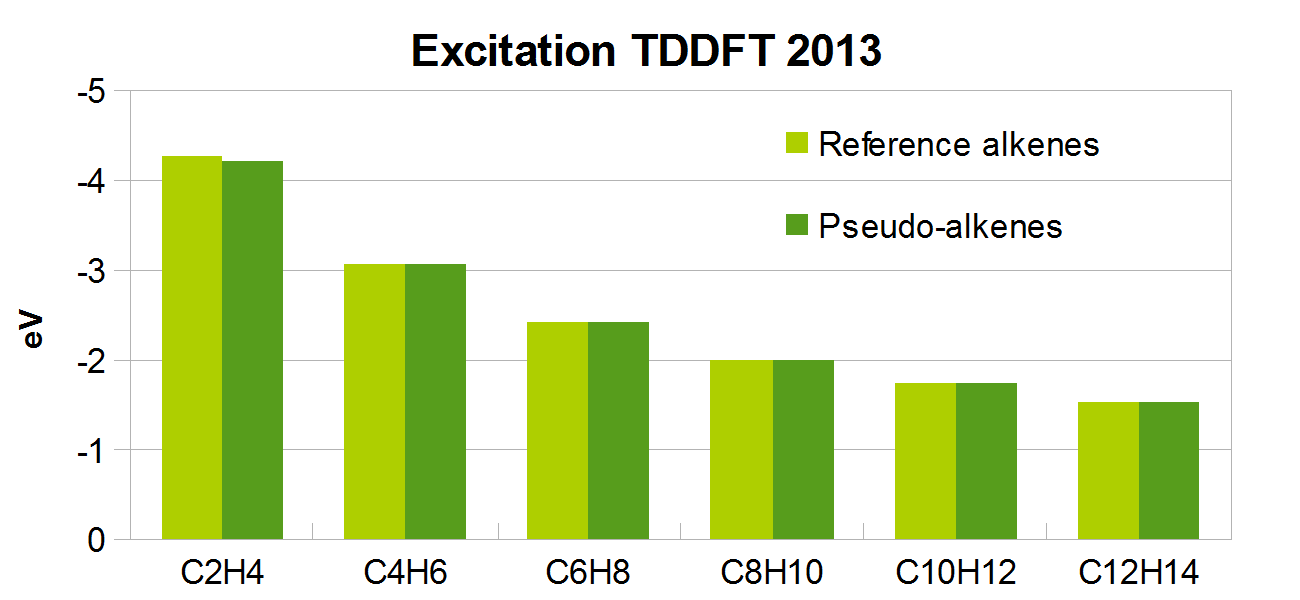 Excitation TDDFT 2013
-5
Reference alkenes
-4
Pseudo-alkenes
-3
eV
-2
-1
0
C2H4 C4H6 C6H8 C8H10 C10H12 C12H14